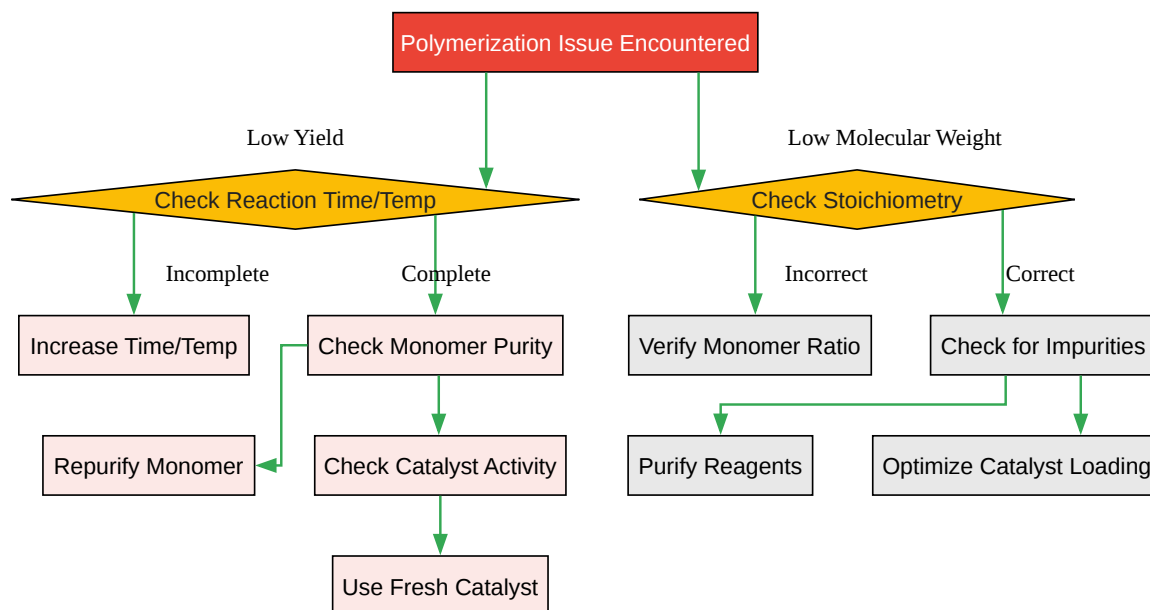 Polymerization Issue Encountered
Low Yield
Low Molecular Weight
Check Reaction Time/Temp
Check Stoichiometry
Incomplete
Complete
Incorrect
Correct
Increase Time/Temp
Check Monomer Purity
Verify Monomer Ratio
Check for Impurities
Repurify Monomer
Check Catalyst Activity
Purify Reagents
Optimize Catalyst Loading
Use Fresh Catalyst